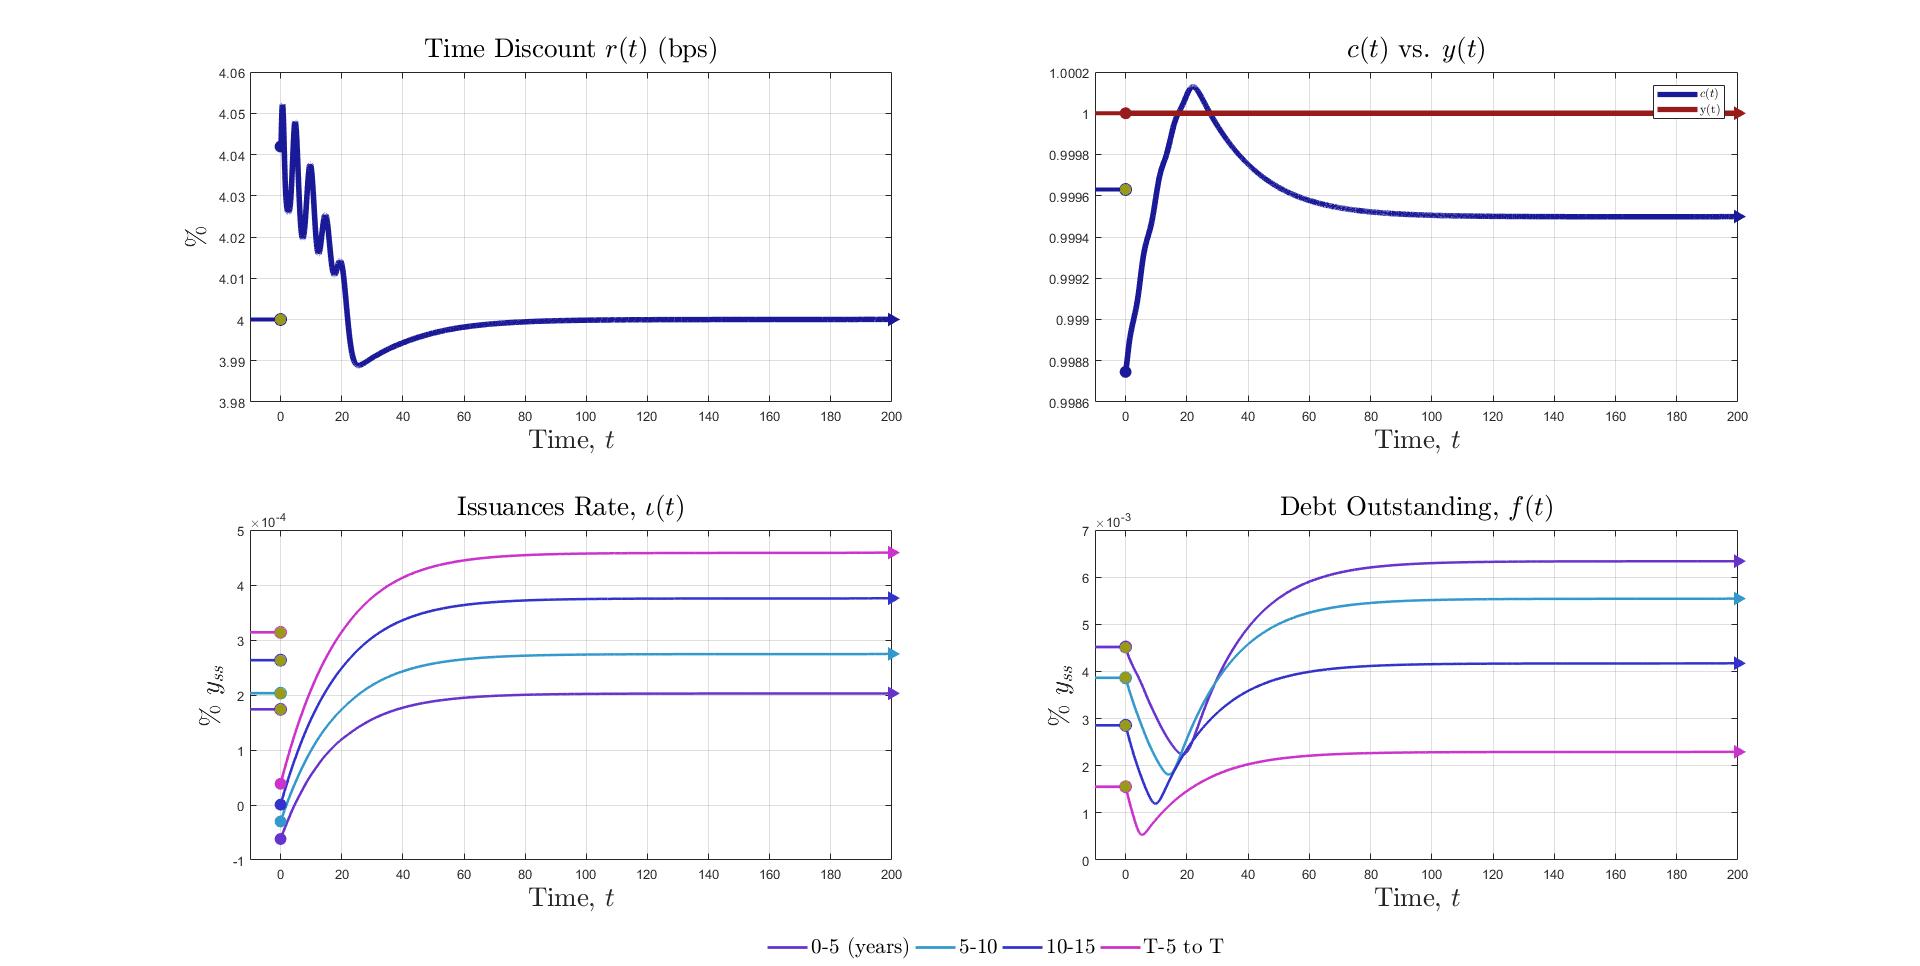 Time Discount r(t) (bps)
4.06
4.05
4.04
4.03
4.02
4.01
4
3.99
3.98
%
0 20 40 60 80 100 120 140 160 180 200
Time, t
c(t) vs. y(t)
1.0002
1
0.9998
0.9996
0.9994
0.9992
0.999
0.9988
0.9986
c(t)
y(t)
0 20 40 60 80 100 120 140 160 180 200
Time, t
Issuances Rate, ι(t)
×10-4
5
4
3
2
1
0
-1
% yss
0 20 40 60 80 100 120 140 160 180 200
Time, t
Debt Outstanding, f(t)
×10-3
7
6
5
4
3
2
1
0
% yss
0 20 40 60 80 100 120 140 160 180 200
Time, t
0-5 (years) 5-10 10-15 T-5 to T